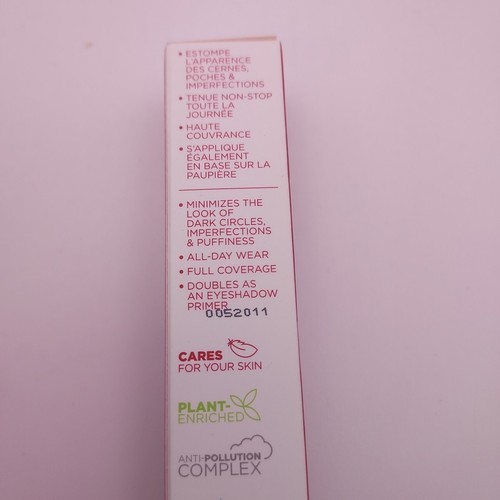 • ESTOMPE
L'APPARENCE
DES CERNES,
POCHES &
IMPERFECTIONS
• TENUE NON-STOP
TOUTE LA
JOURNÉE
• HAUTE
COUVRANCE
• S'APPLIQUE
ÉGALEMENT
EN BASE SUR LA
PAUPIÈRE
• MINIMIZES THE
LOOK OF
DARK CIRCLES,
IMPERFECTIONS
& PUFFINESS
• ALL-DAY WEAR
• FULL COVERAGE
• DOUBLES AS
AN EYESHADOW
PRIMER
0052011
CARES
FOR YOUR SKIN
PLANT-
ENRICHED
ANTI-POLLUTION
COMPLEX